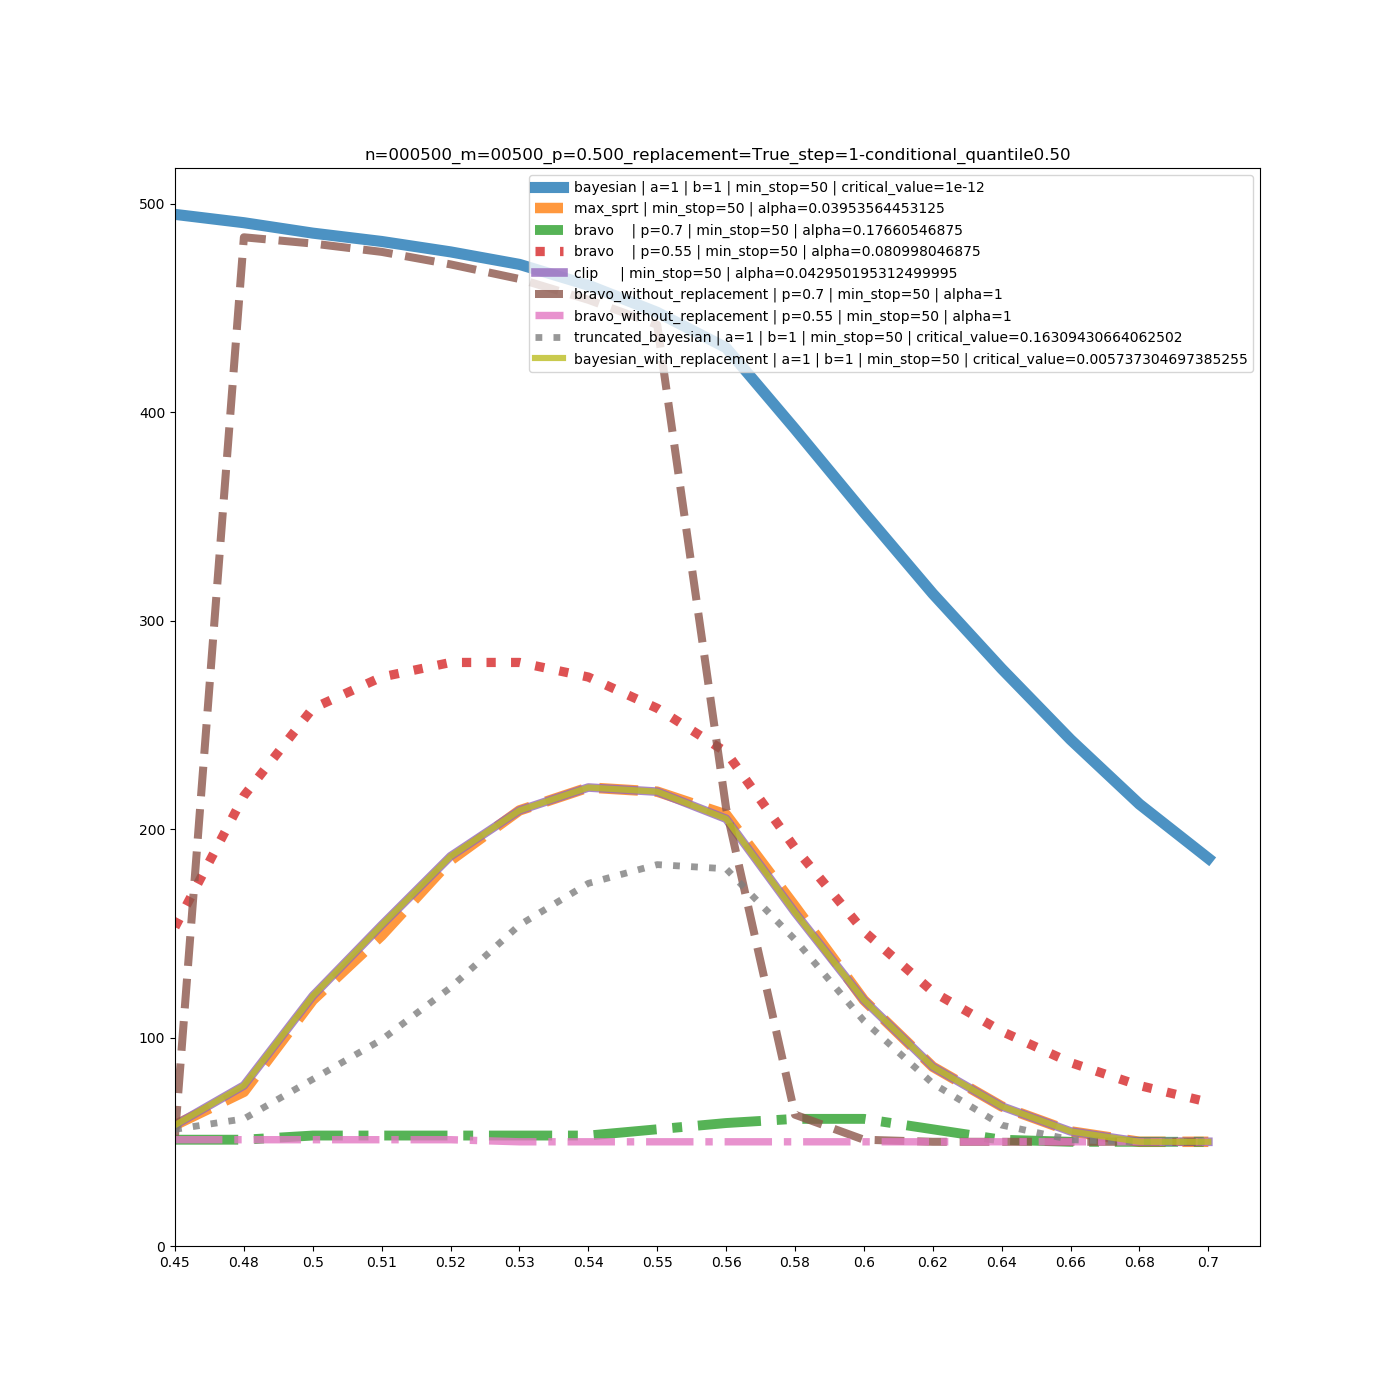 n=000500_m=00500_p=0.500_replacement=True_step=1-conditional_quantile0.50
bayesian | a=1 | b=1 | min_stop=50 | critical_value=1e-12
max_sprt | min_stop=50 | alpha=0.03953564453125
bravo    | p=0.7 | min_stop=50 | alpha=0.17660546875
bravo    | p=0.55 | min_stop=50 | alpha=0.080998046875
clip     | min_stop=50 | alpha=0.042950195312499995
bravo_without_replacement | p=0.7 | min_stop=50 | alpha=1
bravo_without_replacement | p=0.55 | min_stop=50 | alpha=1
truncated_bayesian | a=1 | b=1 | min_stop=50 | critical_value=0.16309430664062502
bayesian_with_replacement | a=1 | b=1 | min_stop=50 | critical_value=0.005737304697385255
500
400
300
200
100
0
0.45 0.48 0.5 0.51 0.52 0.53 0.54 0.55 0.56 0.58 0.6 0.62 0.64 0.66 0.68 0.7